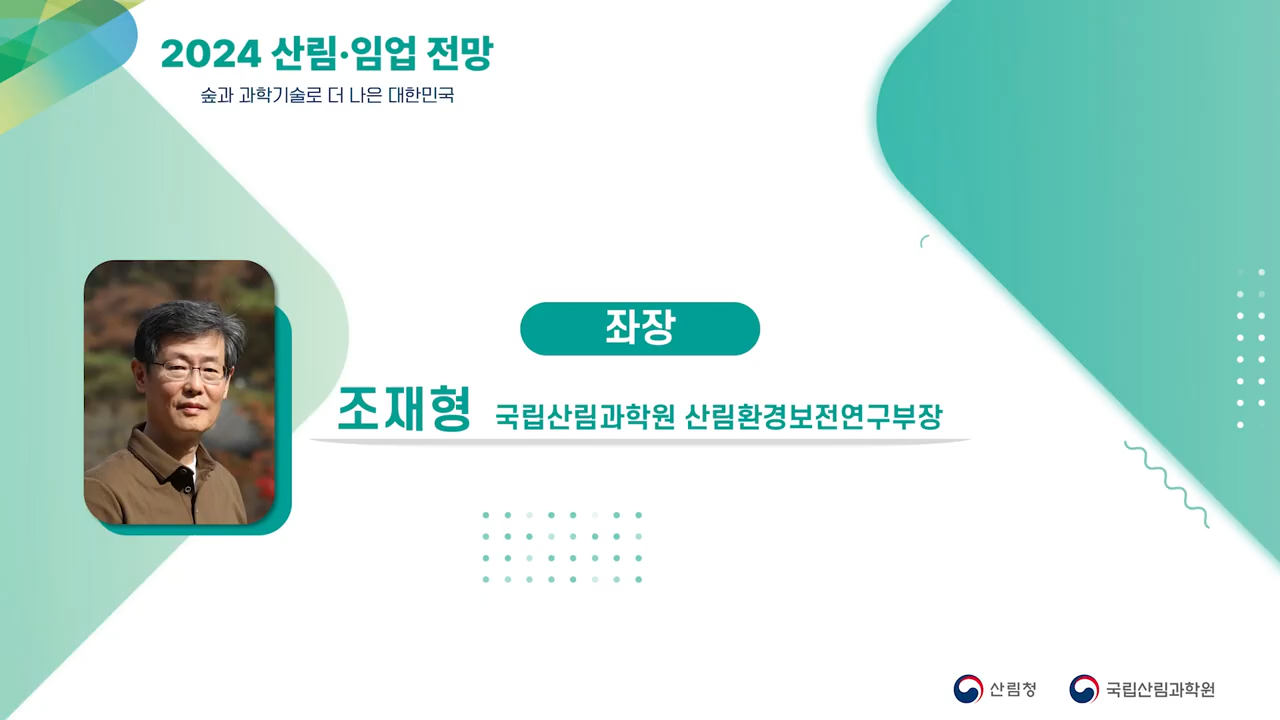 2024 산림·임업 전망
숲과 과학기술로 더 나은 대한민국
좌장
조재형 국립산림과학원 산림환경보전연구부장
산림청 국립산림과학원